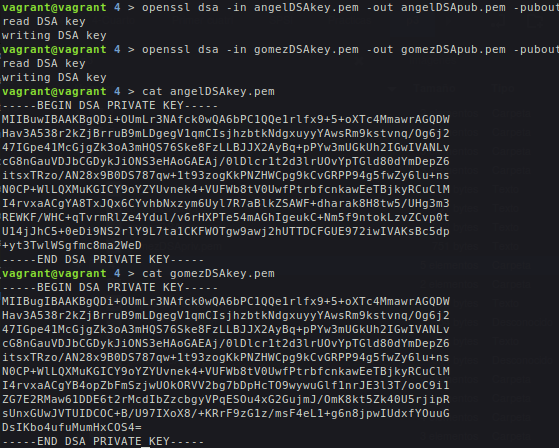 vagrant@vagrant 4 > openssl dsa -in angelDSAkey.pem -out angelDSApub.pem -pubout
read DSA key
writing DSA key
vagrant@vagrant 4 > openssl dsa -in gomezDSAkey.pem -out gomezDSApub.pem -pubout
read DSA key
writing DSA key
vagrant@vagrant 4 > cat angelDSAkey.pem
-----BEGIN DSA PRIVATE KEY-----
MIIBuwIBAAKBgQDi+OUmLr3NAfck0wQA6bPC1QQe1rlfx9+5+oXTc4MmawrAGQDW
Hav3A538r2kZjBrruB9mLDgegV1qmCIsjhzbtkNdgxuyyYAwsRm9kstvnq/Og6j2
47IGpe41McGjgZk3oA3mHQS76Ske8FzLLBJJX2AyBq+pPYw3mUGkUh2IGwIVANLv
cG8nGauVDJbCGDykJiONS3eHAoGAEAj/0lDlcr1t2d3lrUOvYpTGld80dYmDepZ6
itsxTRzo/AN28x9B0DS787qw+1t93zogKkPNZHWCpg9kCvGRPP94g5fwZy6lu+ns
N0CP+WlLQXMuKGICY9oYZYUvnek4+VUFWb8tV0UwfPtrbfcnkawEeTBjkyRCuClM
I4rvxaACgYA8TxJQx6CYvhbNxzym6Uyl7R7aBlkZSAWF+dharak8H8tw5/UHg3m3
REWKF/WHC+qTvrmRlZe4Ydul/v6rHXPTe54mAGhIgeukC+Nm5f9ntokLzvZCvp0t
U14jJhC5+0eDi9NS2rlY9L7ta1CKFWOTgw9awj2hUTTDCFGUE972iwIVAKsBc5dp
+yt3TwlWSgfmc8ma2WeD
-----END DSA PRIVATE KEY-----
vagrant@vagrant 4 > cat gomezDSAkey.pem
-----BEGIN DSA PRIVATE KEY-----
MIIBugIBAAKBgQDi+OUmLr3NAfck0wQA6bPC1QQe1rlfx9+5+oXTc4MmawrAGQDW
Hav3A538r2kZjBrruB9mLDgegV1qmCIsjhzbtkNdgxuyyYAwsRm9kstvnq/Og6j2
47IGpe41McGjgZk3oA3mHQS76Ske8FzLLBJJX2AyBq+pPYw3mUGkUh2IGwIVANLv
cG8nGauVDJbCGDykJiONS3eHAoGAEAj/0lDlcr1t2d3lrUOvYpTGld80dYmDepZ6
itsxTRzo/AN28x9B0DS787qw+1t93zogKkPNZHWCpg9kCvGRPP94g5fwZy6lu+ns
N0CP+WlLQXMuKGICY9oYZYUvnek4+VUFWb8tV0UwfPtrbfcnkawEeTBjkyRCuClM
I4rvxaACgYB4opZbFmSzjwUOkORVV2bg7bDpHcTO9wywuGlf1nrJE3l3T/ooC9i1
ZG7E2RMaw61DDE6t2rMcdIbZzcbgyVPqESOu4xG2GujmJ/OmK8kt5Zk40U5rjipR
sUnxGUwJVTUIDCOC+B/U97IXoX8/+KRrF9zG1z/msF4eL1+g6n8jpwIUdxfYOuuG
DsIKbo4ufuMumHxCOS4=
-----END DSA PRIVATE KEY-----